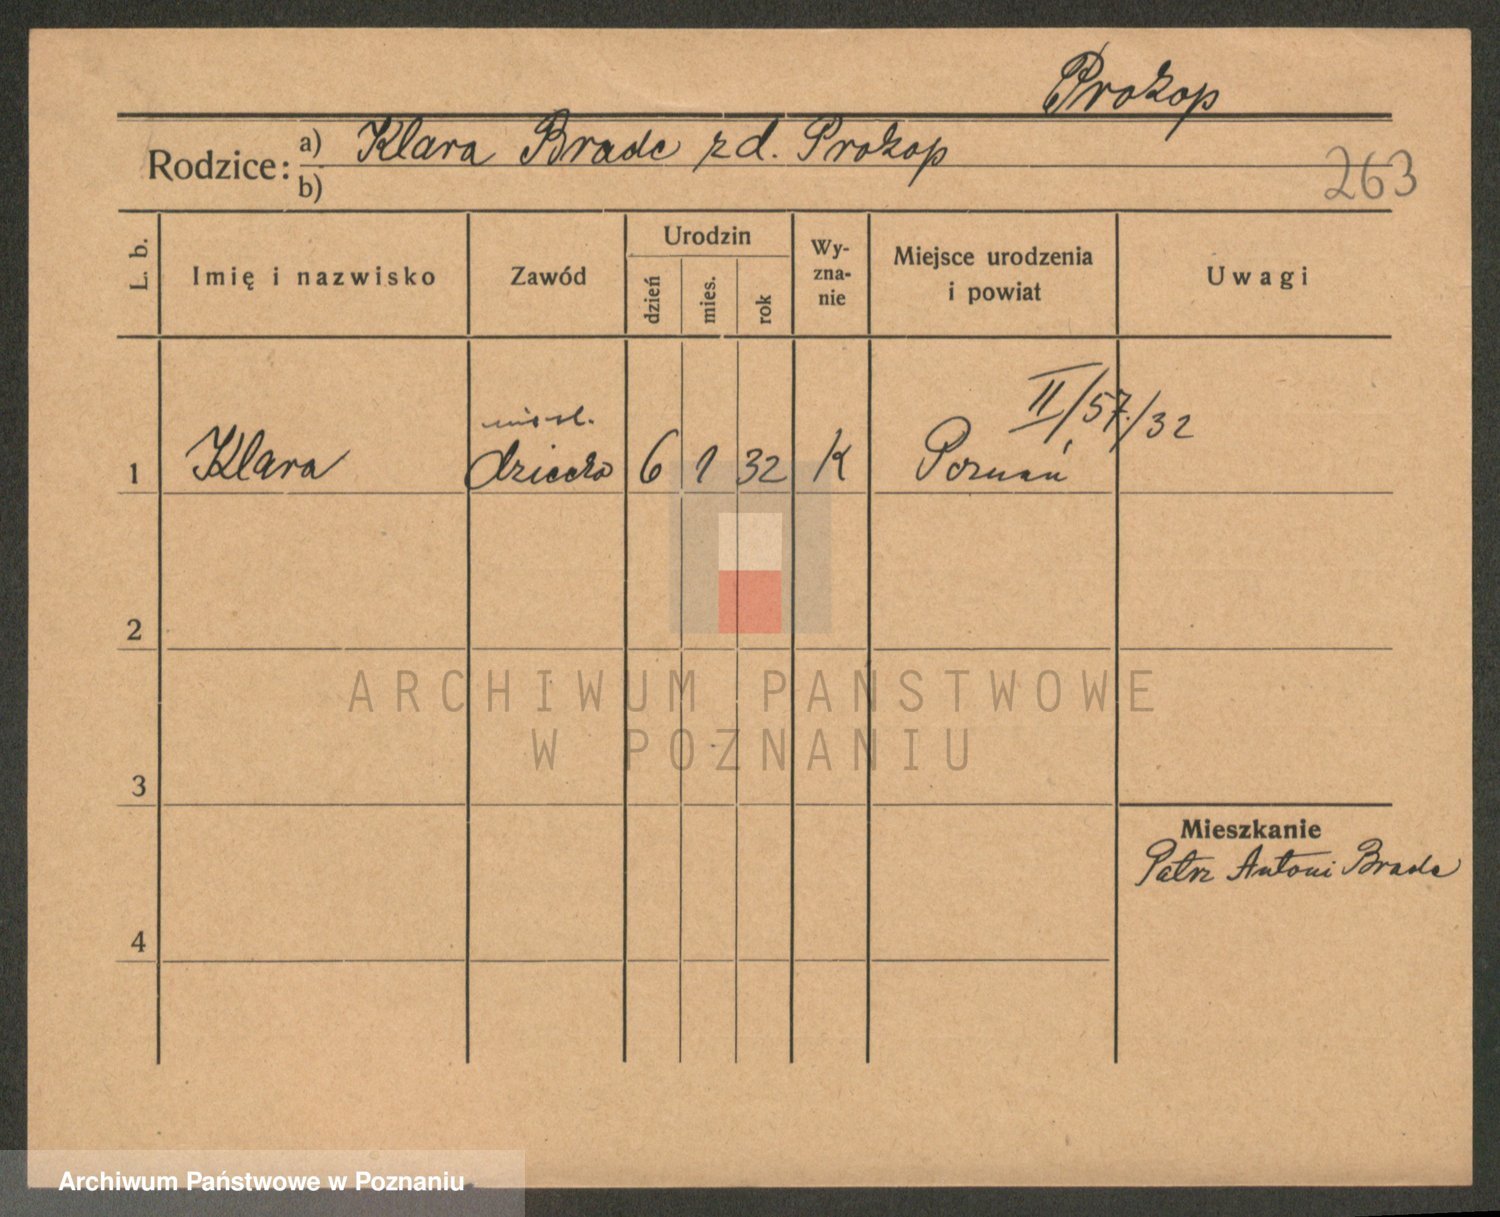 Prokop
Rodzice: a) Klara Brade zd. Prokop
b)
263
L. b.
Imię i nazwisko
Zawód
Urodzin
dzień
mies.
rok
Wy-
zna-
nie
Miejsce urodzenia
i powiat
Uwagi
II/57/32
1 Klara dziecko 6 1 32 K Poznań
2
3
4
Mieszkanie
Patrz Antoni Brade
ARCHIWUM PAŃSTWOWE
W POZNANIU
Archiwum Państwowe w Poznaniu